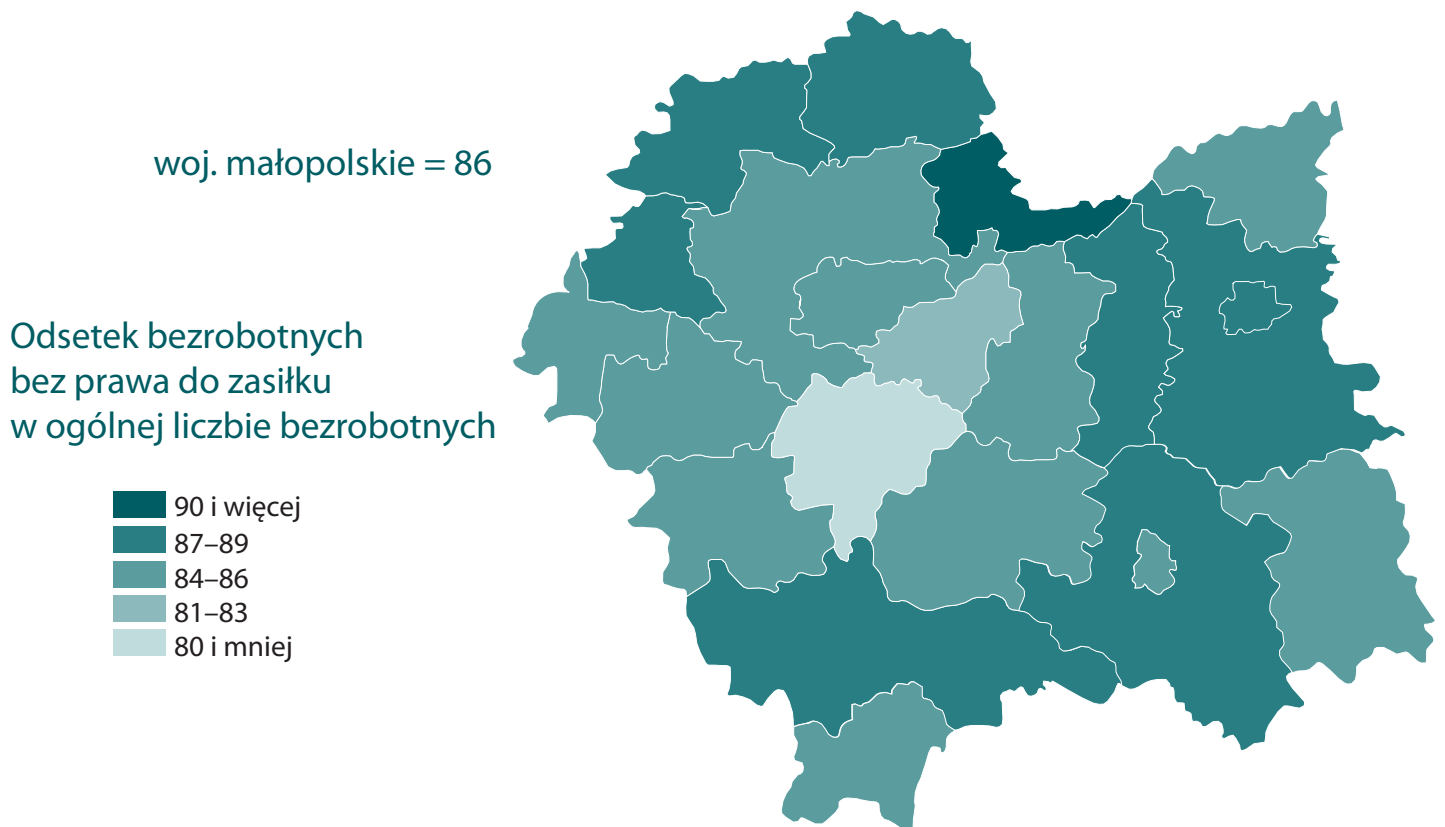 woj. małopolskie = 86
Odsetek bezrobotnych
bez prawa do zasiłku
w ogólnej liczbie bezrobotnych
90 i więcej
87–89
84–86
81–83
80 i mniej